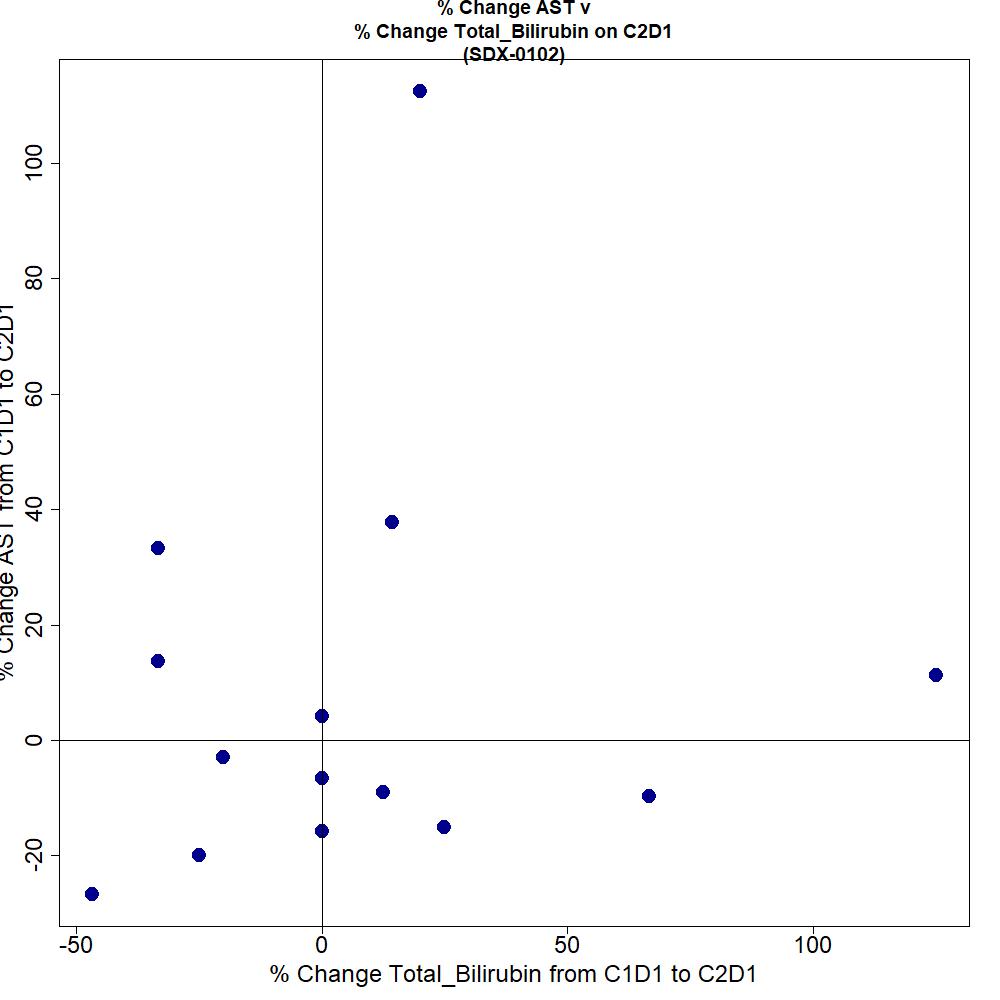 % Change AST v
% Change Total_Bilirubin on C2D1
(SDX-0102)
% Change AST from C1D1 to C2D1
100
80
60
40
20
0
-20
-50
0
50
100
% Change Total_Bilirubin from C1D1 to C2D1